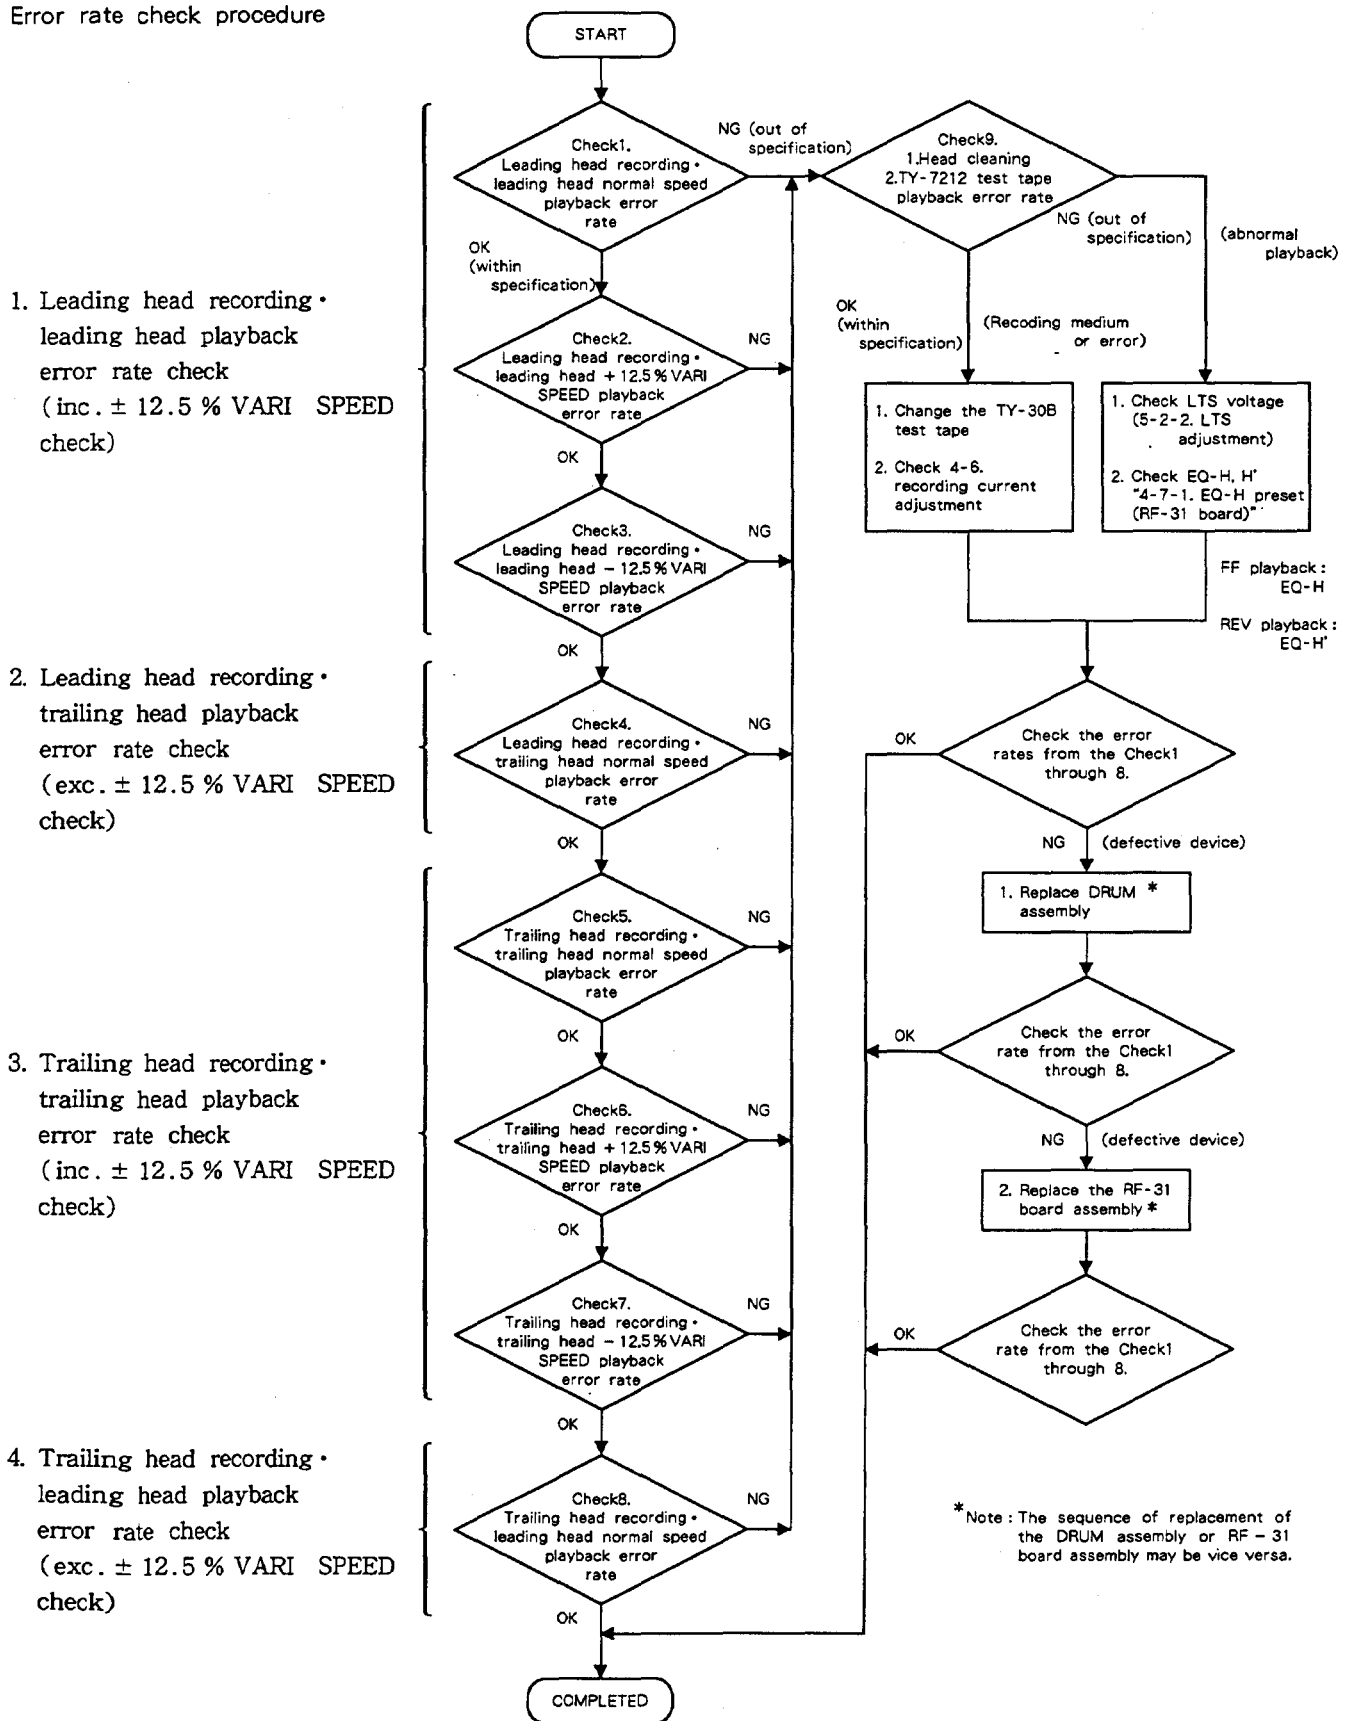 Error rate check procedure
START
Check1.
Leading head recording・
leading head normal speed
playback error
rate
NG (out of
specification)
OK
(within
specification)
Check2.
Leading head recording・
leading head + 12.5% VARI
SPEED playback
error rate
NG
OK
Check3.
Leading head recording・
leading head − 12.5% VARI
SPEED playback
error rate
NG
OK
1. Leading head recording・
leading head playback
error rate check
(inc. ± 12.5 % VARI SPEED
check)
Check4.
Leading head recording・
trailing head normal speed
playback error
rate
NG
OK
2. Leading head recording・
trailing head playback
error rate check
(exc. ± 12.5 % VARI SPEED
check)
Check5.
Trailing head recording・
trailing head normal speed
playback error
rate
NG
OK
Check6.
Trailing head recording・
trailing head + 12.5% VARI
SPEED playback
error rate
NG
OK
Check7.
Trailing head recording・
trailing head − 12.5% VARI
SPEED playback
error rate
NG
OK
3. Trailing head recording・
trailing head playback
error rate check
(inc. ± 12.5 % VARI SPEED
check)
Check8.
Trailing head recording・
leading head normal speed
playback error
rate
NG
OK
4. Trailing head recording・
leading head playback
error rate check
(exc. ± 12.5 % VARI SPEED
check)
COMPLETED
Check9.
1.Head cleaning
2.TY-7212 test tape
playback error rate
NG (out of
specification)
(abnormal
playback)
OK
(within
specification)
(Recoding medium
or error)
1. Change the TY-30B
test tape
2. Check 4-6.
recording current
adjustment
1. Check LTS voltage
(5-2-2. LTS
adjustment)
2. Check EQ-H, H'
"4-7-1. EQ-H preset
(RF-31 board)"
FF playback :
EQ-H
REV playback :
EQ-H'
Check the error
rates from the Check1
through 8.
OK
NG (defective device)
1. Replace DRUM *
assembly
Check the error
rate from the Check1
through 8.
OK
NG (defective device)
2. Replace the RF-31
board assembly *
Check the error
rate from the Check1
through 8.
OK
* Note : The sequence of replacement of
the DRUM assembly or RF - 31
board assembly may be vice versa.